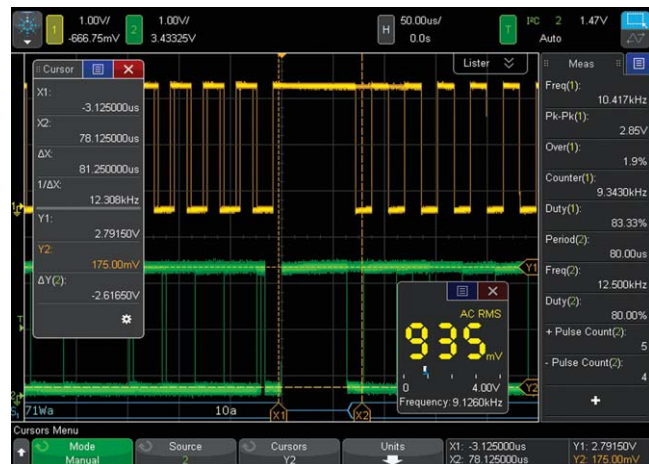 1 1.00V/ 2 1.00V/ H 50.00us/ T I²C 2 1.47V
-666.75mV 3.43325V 0.0s Auto
Cursor
X1:
-3.125000us
X2:
78.125000us
ΔX:
81.250000us
1/ΔX:
12.308kHz
Y1:
2.79150V
Y2:
175.00mV
ΔY(2):
-2.61650V
Lister
Meas
Freq(1):
10.417kHz
Pk-Pk(1):
2.85V
Over(1):
1.9%
Counter(1):
9.3430kHz
Duty(1):
83.33%
Period(2):
80.00us
Freq(2):
12.500kHz
Duty(2):
80.00%
+ Pulse Count(2):
5
- Pulse Count(2):
4
Y1
AC RMS
935 mV
0 4.00V
Frequency: 9.1260kHz
T
Y2
S₁ 71Wa 10a X1 X2
Cursors Menu
Mode Source Cursors Units X1: -3.125000us Y1: 2.79150V
Manual 2 Y2 X2: 78.125000us Y2: 175.00mV